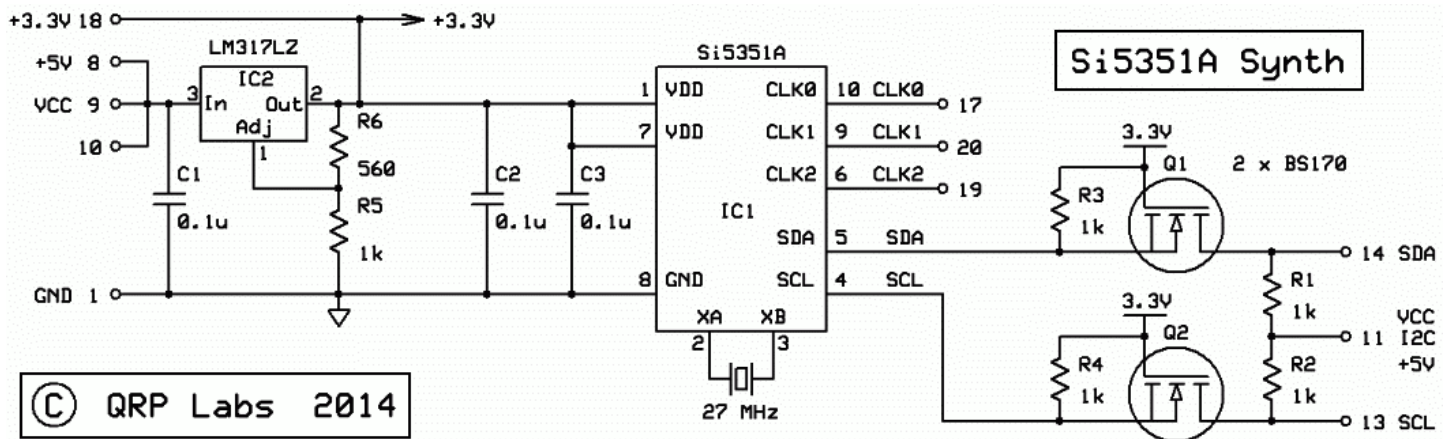 +3.3V 18
+3.3V
LM317LZ
+5V 8
IC2
VCC 9
3 In Out 2
Adj
10
1
R6
560
R5
1k
C1
0.1u
C2
0.1u
C3
0.1u
GND 1
Si5351A
1 VDD CLK0 10 CLK0 17
7 VDD CLK1 9 CLK1 20
CLK2 6 CLK2 19
IC1
SDA 5 SDA
8 GND SCL 4 SCL
XA XB
2 3
27 MHz
Si5351A Synth
3.3V
Q1 2 x BS170
R3
1k
14 SDA
R1
1k
3.3V
Q2
VCC
11 I2C
+5V
R4
1k
R2
1k
13 SCL
© QRP Labs 2014